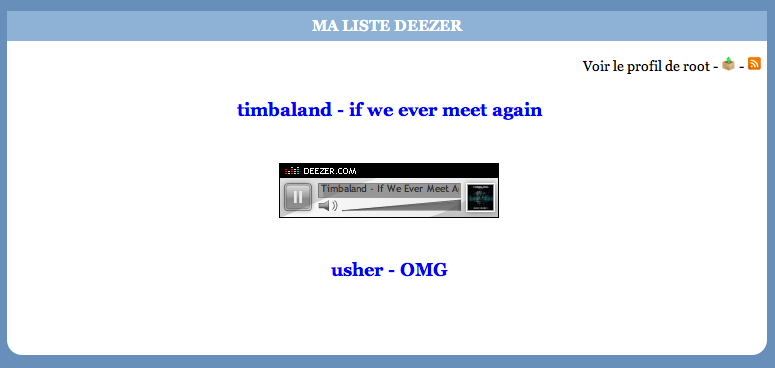 MA LISTE DEEZER
Voir le profil de root - -
timbaland - if we ever meet again
DEEZER.COM
Timbaland - If We Ever Meet A
usher - OMG